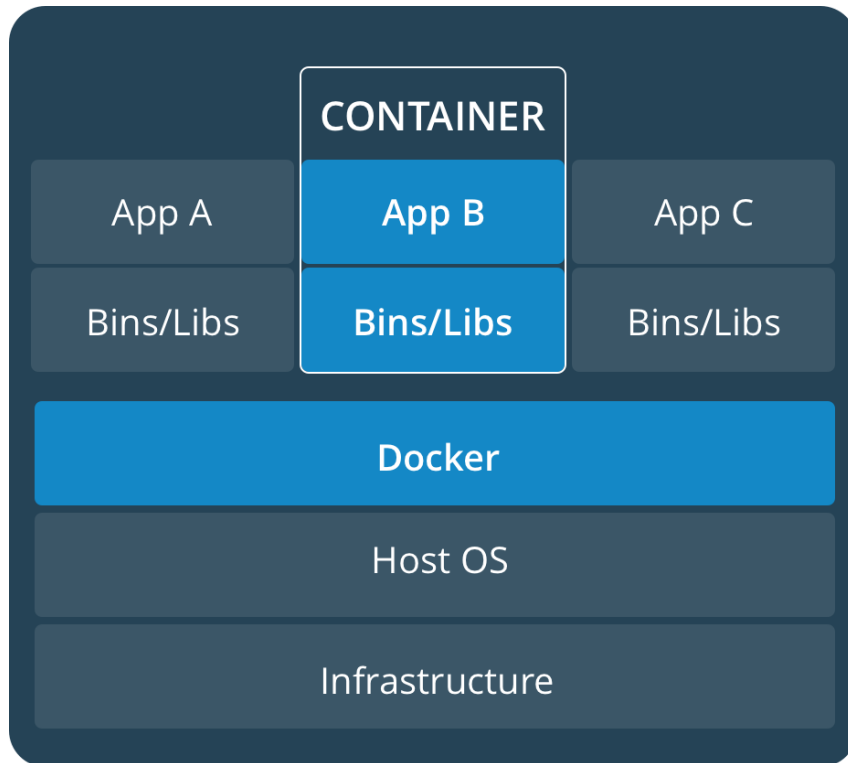 CONTAINER
App A App B App C
Bins/Libs Bins/Libs Bins/Libs
Docker
Host OS
Infrastructure